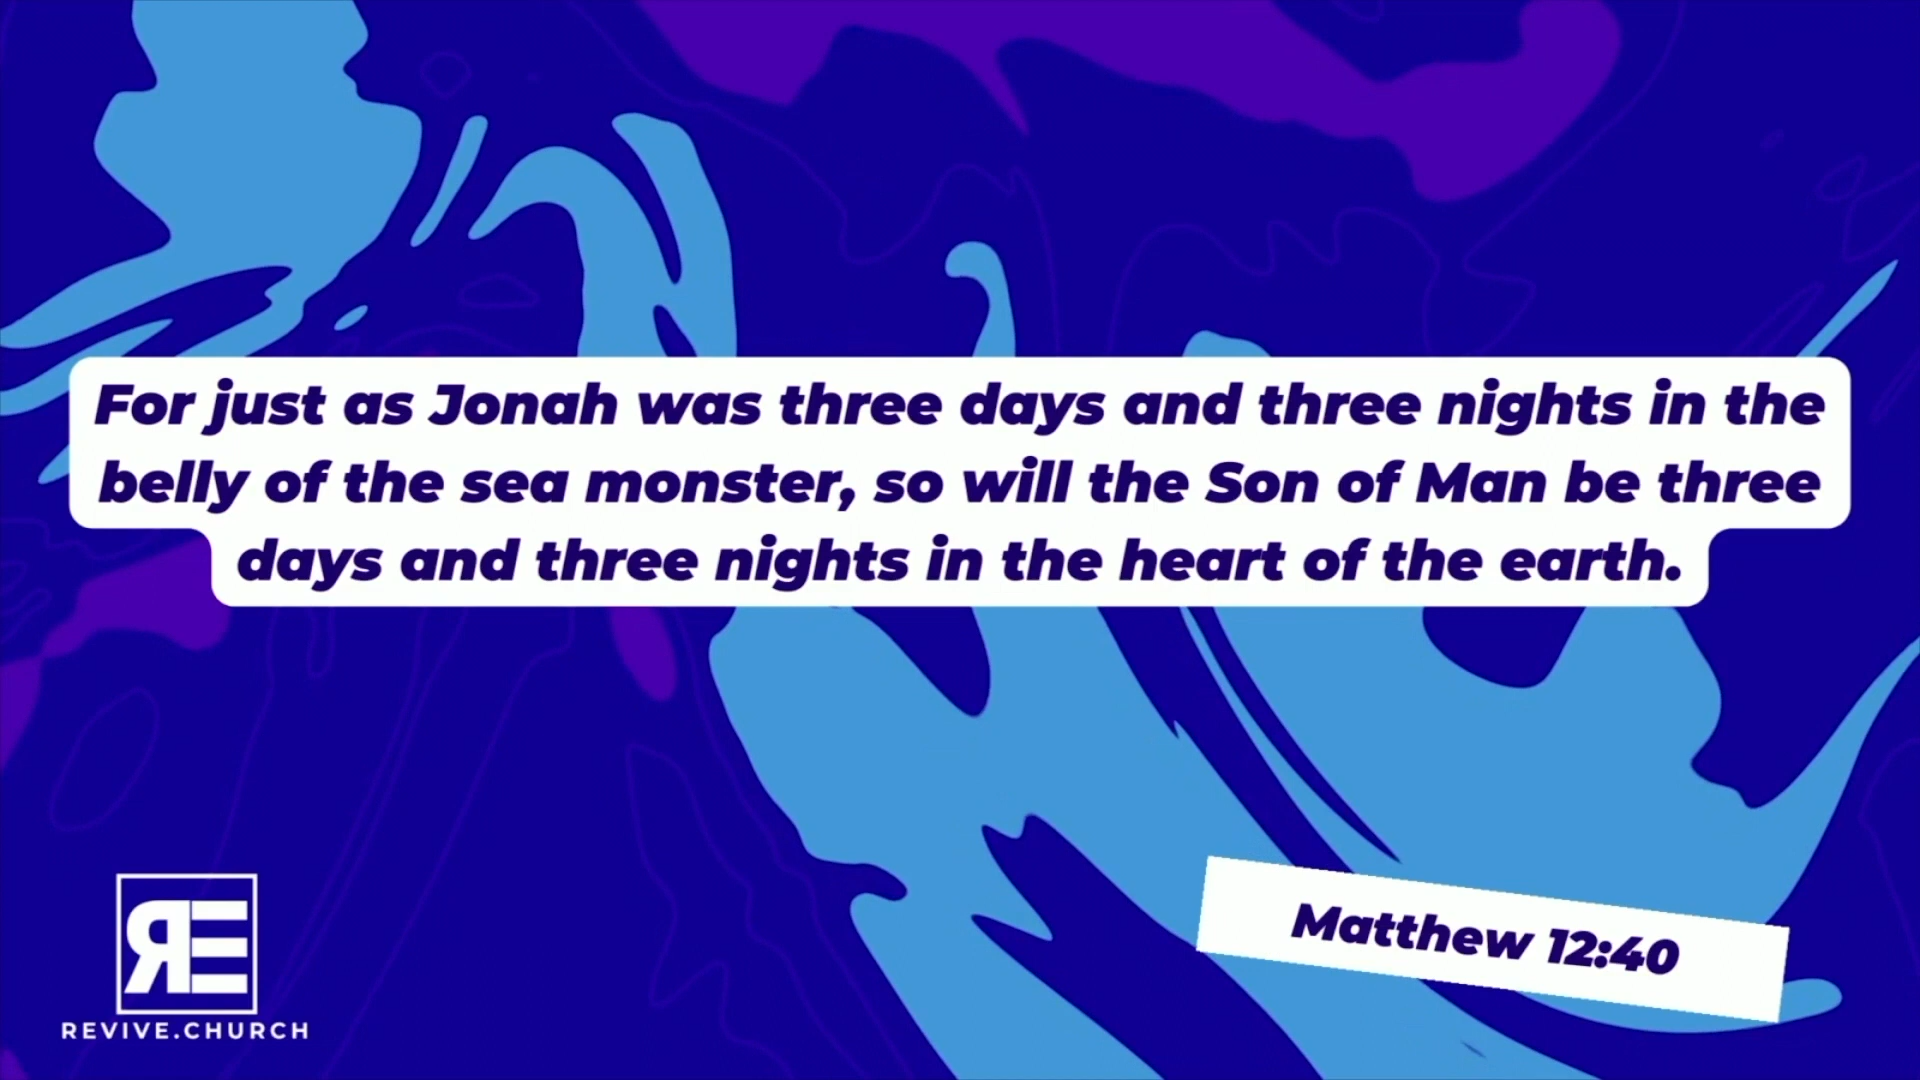 For just as Jonah was three days and three nights in the
belly of the sea monster, so will the Son of Man be three
days and three nights in the heart of the earth.
Matthew 12:40
RE
REVIVE.CHURCH